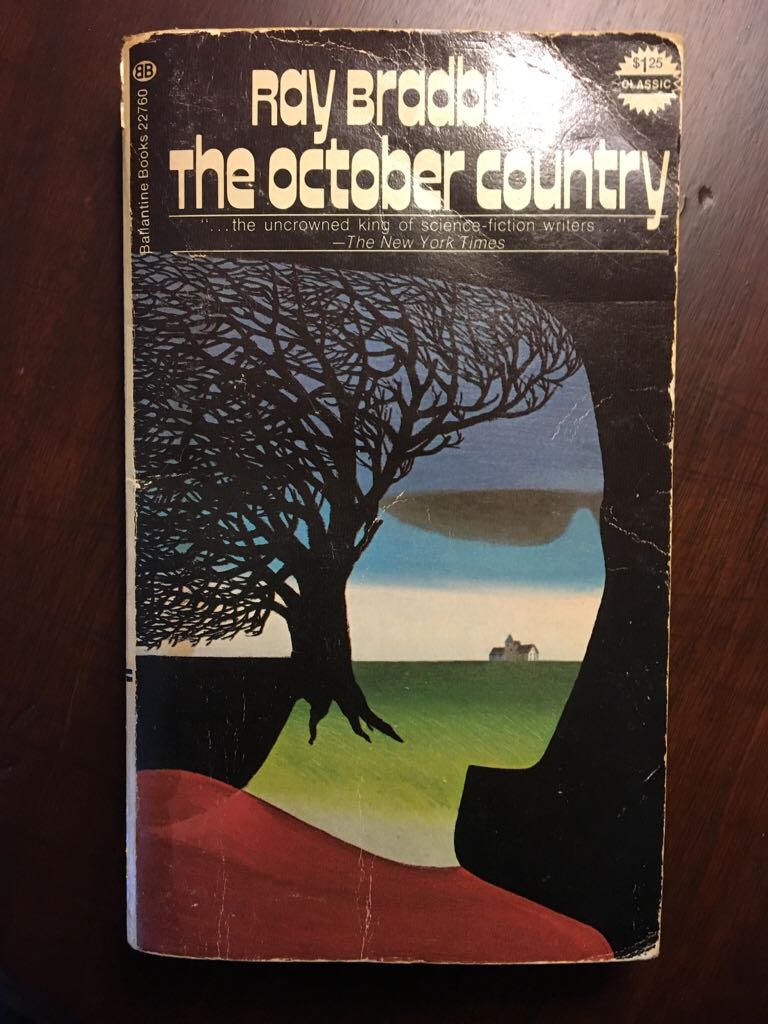 BB
$1.25
CLASSIC
Ballantine Books 22760
Ray Bradb
The October Country
"...the uncrowned king of science-fiction writers..."
—The New York Times